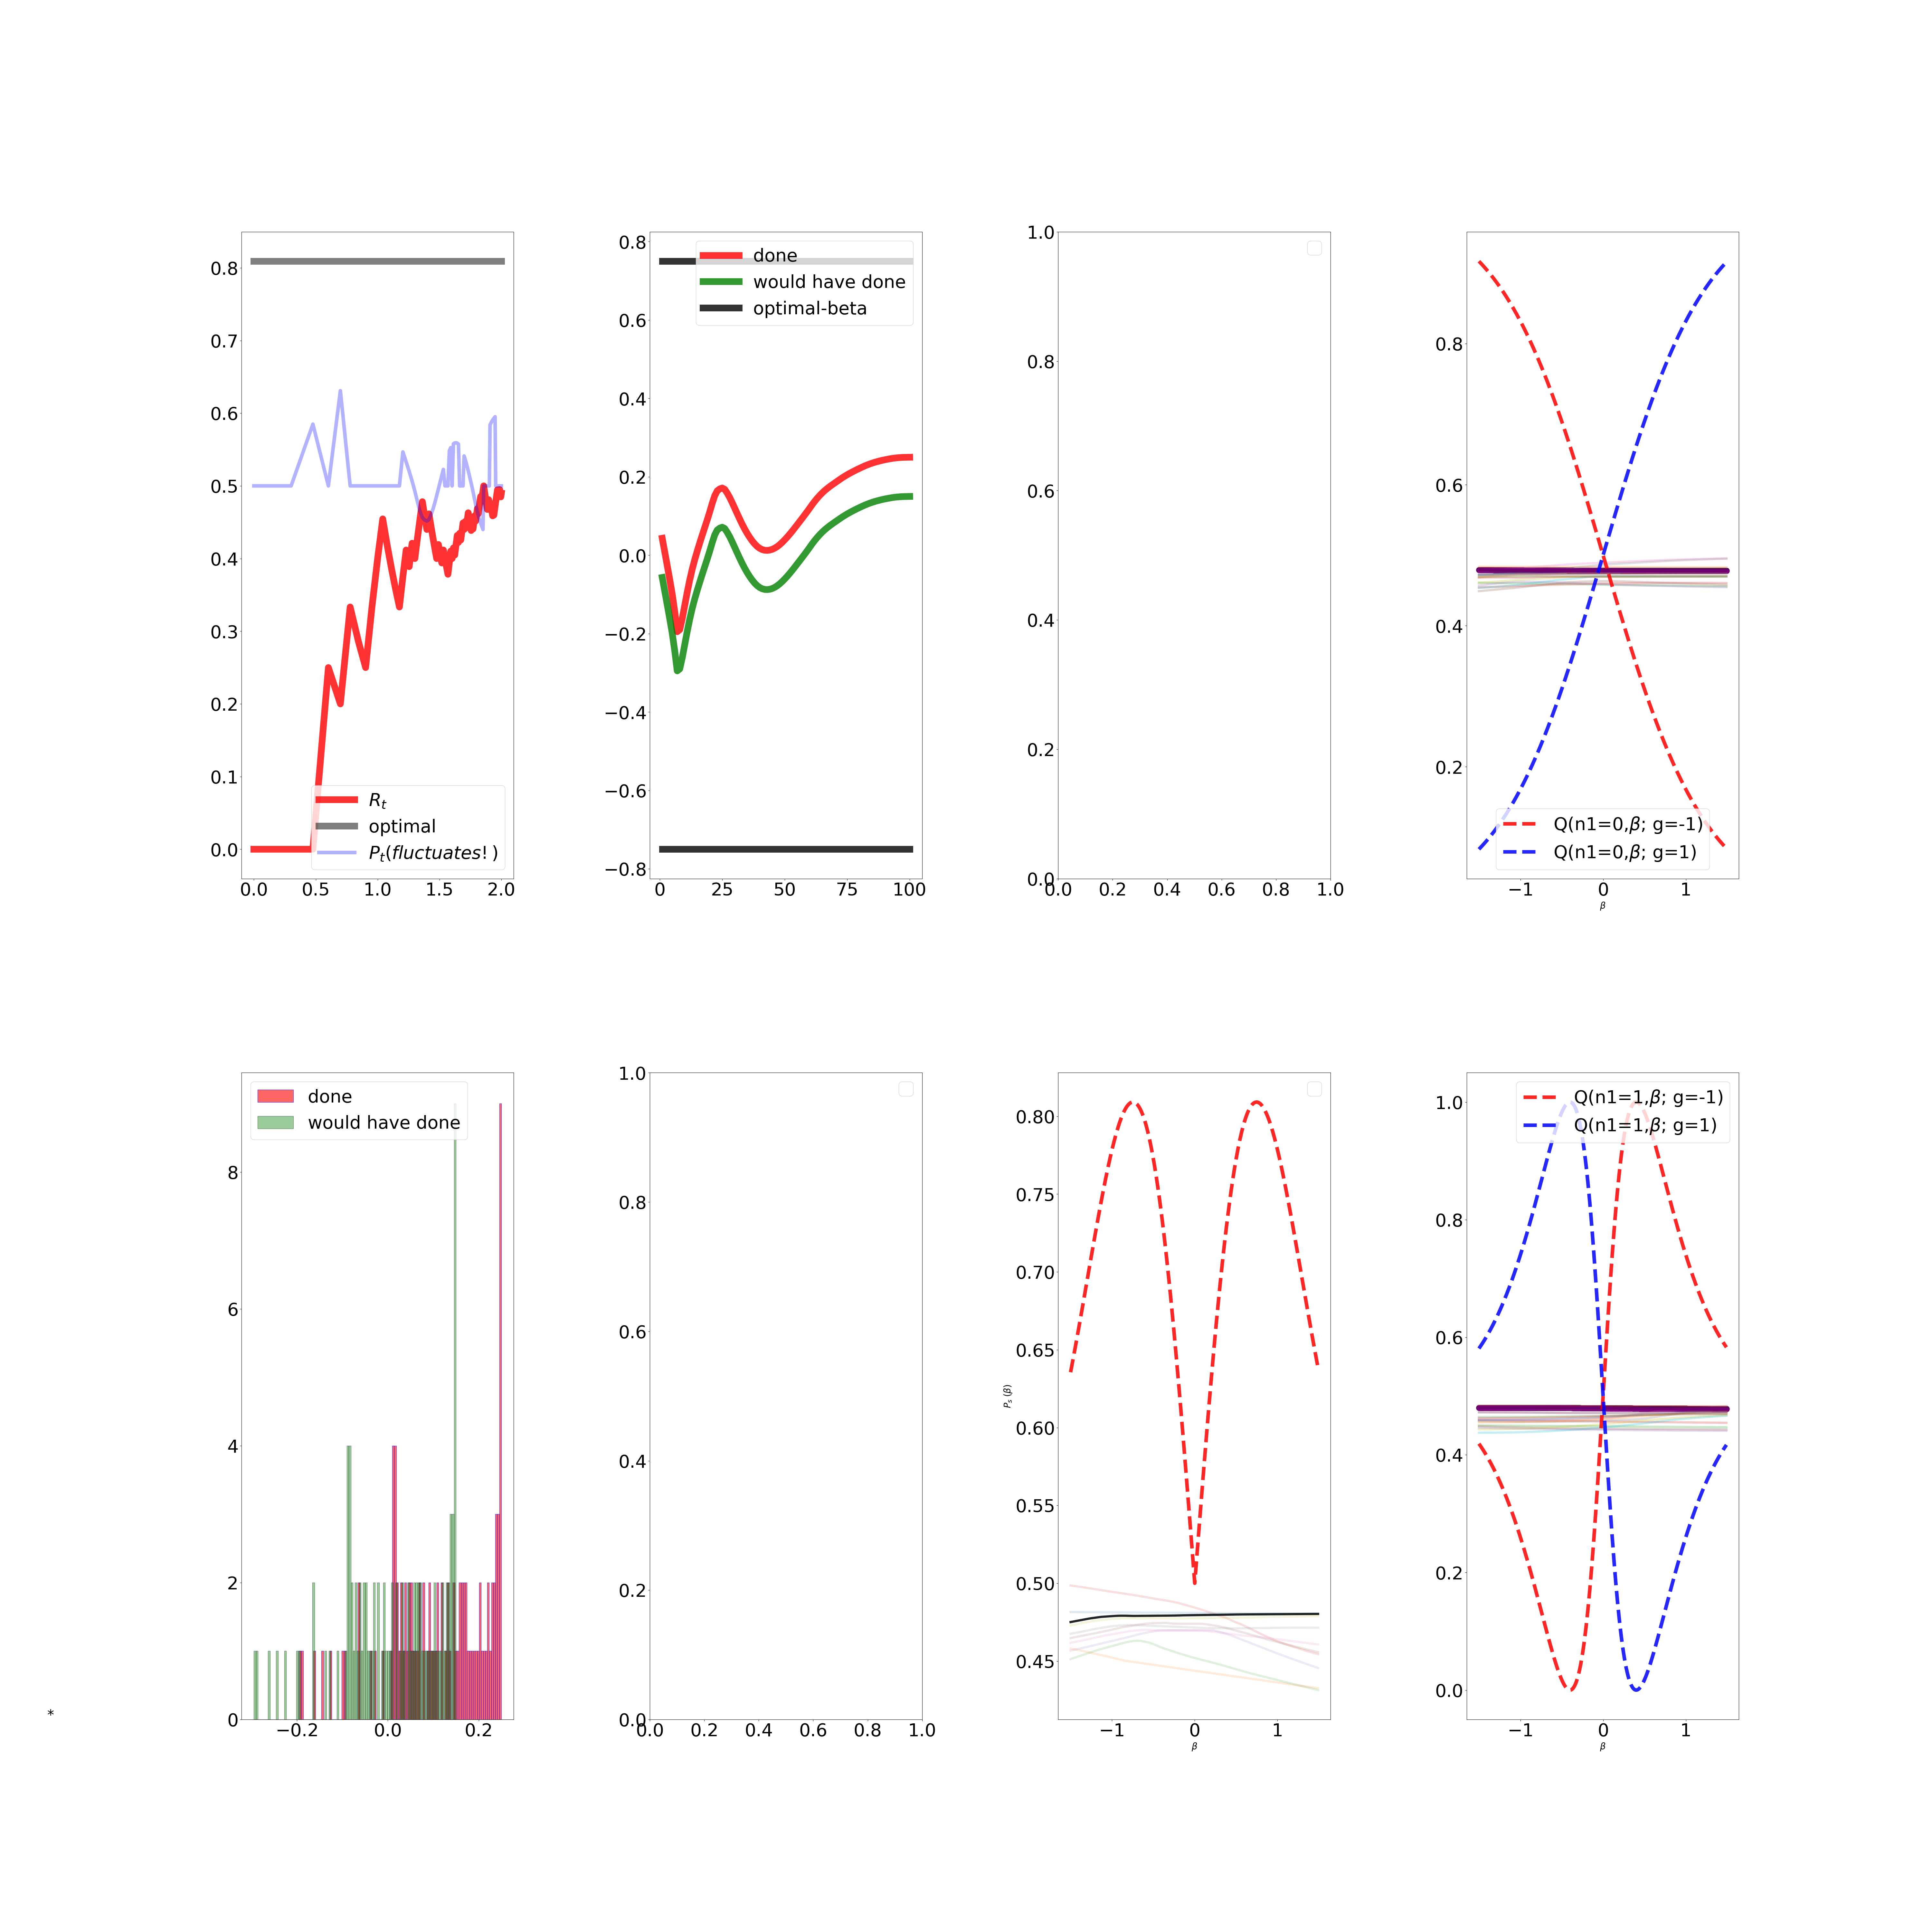 0.8
0.7
0.6
0.5
0.4
0.3
0.2
0.1
0.0
0.0 0.5 1.0 1.5 2.0
R_t
optimal
P_t(fluctuates!)
0.8
0.6
0.4
0.2
0.0
−0.2
−0.4
−0.6
−0.8
0 25 50 75 100
done
would have done
optimal-beta
1.0
0.8
0.6
0.4
0.2
0.0
0.0 0.2 0.4 0.6 0.8 1.0
0.8
0.6
0.4
0.2
−1 0 1
β
Q(n1=0,β; g=-1)
Q(n1=0,β; g=1)
done
would have done
8
6
4
2
0
−0.2 0.0 0.2
*
1.0
0.8
0.6
0.4
0.2
0.0
0.0 0.2 0.4 0.6 0.8 1.0
P_s (β)
0.80
0.75
0.70
0.65
0.60
0.55
0.50
0.45
−1 0 1
β
Q(n1=1,β; g=-1)
Q(n1=1,β; g=1)
1.0
0.8
0.6
0.4
0.2
0.0
−1 0 1
β